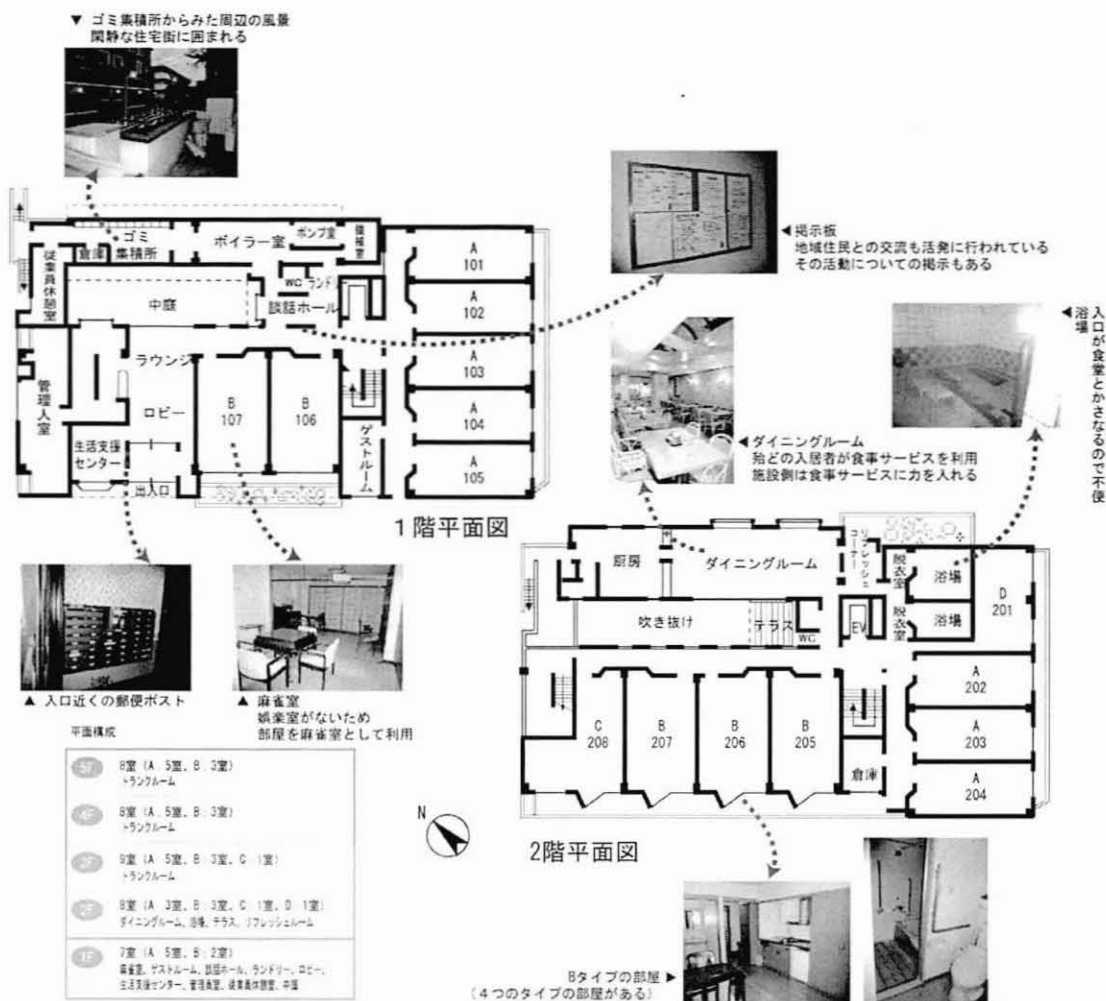 ▼ ゴミ集積所からみた周辺の風景
閑静な住宅街に囲まれる
◀掲示板
地域住民との交流も活発に行われている
その活動についての掲示もある
◀浴場
入口が食堂とかさなるので不便
◀ダイニングルーム
殆どの入居者が食事サービスを利用
施設側は食事サービスに力を入れる
従業員休憩室
倉庫
ゴミ
集積所
ボイラー室
ポンプ室
機械室
WC
ランドリ
談話ホール
中庭
ラウンジ
ロビー
管理人室
生活支援
センター
出入口
B
107
B
106
ゲストルーム
A
101
A
102
A
103
A
104
A
105
1階平面図
厨房
ダイニングルーム
リフレッシュ
コーナー
脱衣室
浴場
脱衣室
浴場
D
201
吹き抜け
テラス
WC
EV
C
208
B
207
B
206
B
205
倉庫
A
202
A
203
A
204
2階平面図
N
▲ 入口近くの郵便ポスト
▲ 麻雀室
娯楽室がないため
部屋を麻雀室として利用
平面構成
5F
8室（A：5室、B：3室）
トランクルーム
4F
8室（A：5室、B：3室）
トランクルーム
3F
9室（A：5室、B：3室、C：1室）
トランクルーム
2F
8室（A：3室、B：3室、C：1室、D：1室）
ダイニングルーム、浴場、テラス、リフレッシュルーム
1F
7室（A：5室、B：2室）
麻雀室、ゲストルーム、談話ホール、ランドリー、ロビー、
生活支援センター、管理員室、従業員休憩室、中庭
Bタイプの部屋 ▶
（4つのタイプの部屋がある）